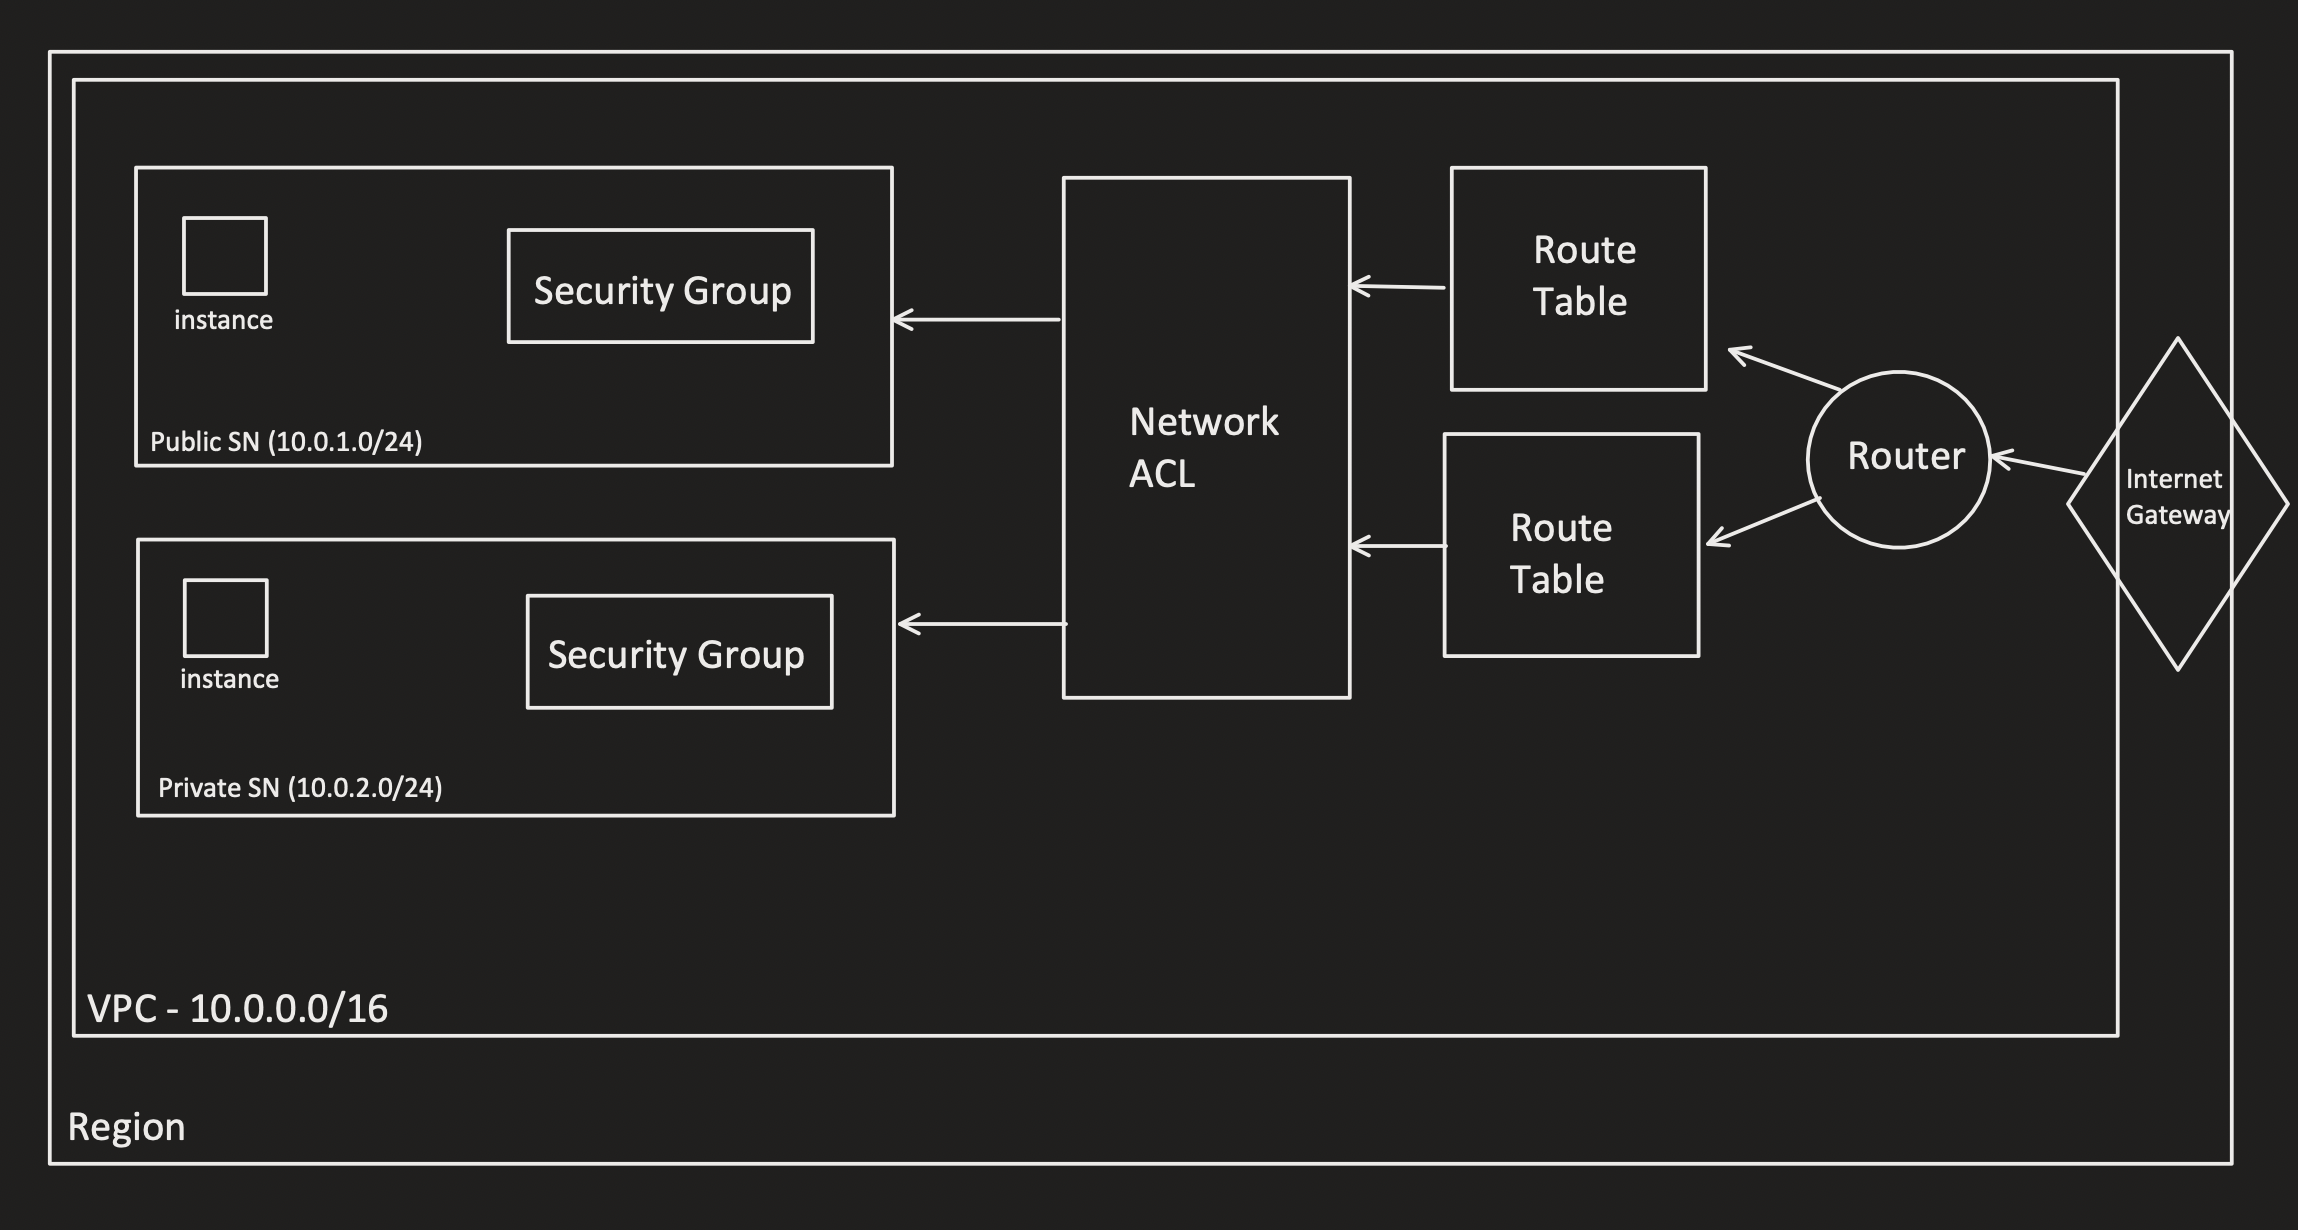 Route
Table
Security Group
instance
Network
ACL
Router
Public SN (10.0.1.0/24)
Internet
Gateway
Route
Table
Security Group
instance
Private SN (10.0.2.0/24)
VPC - 10.0.0.0/16
Region